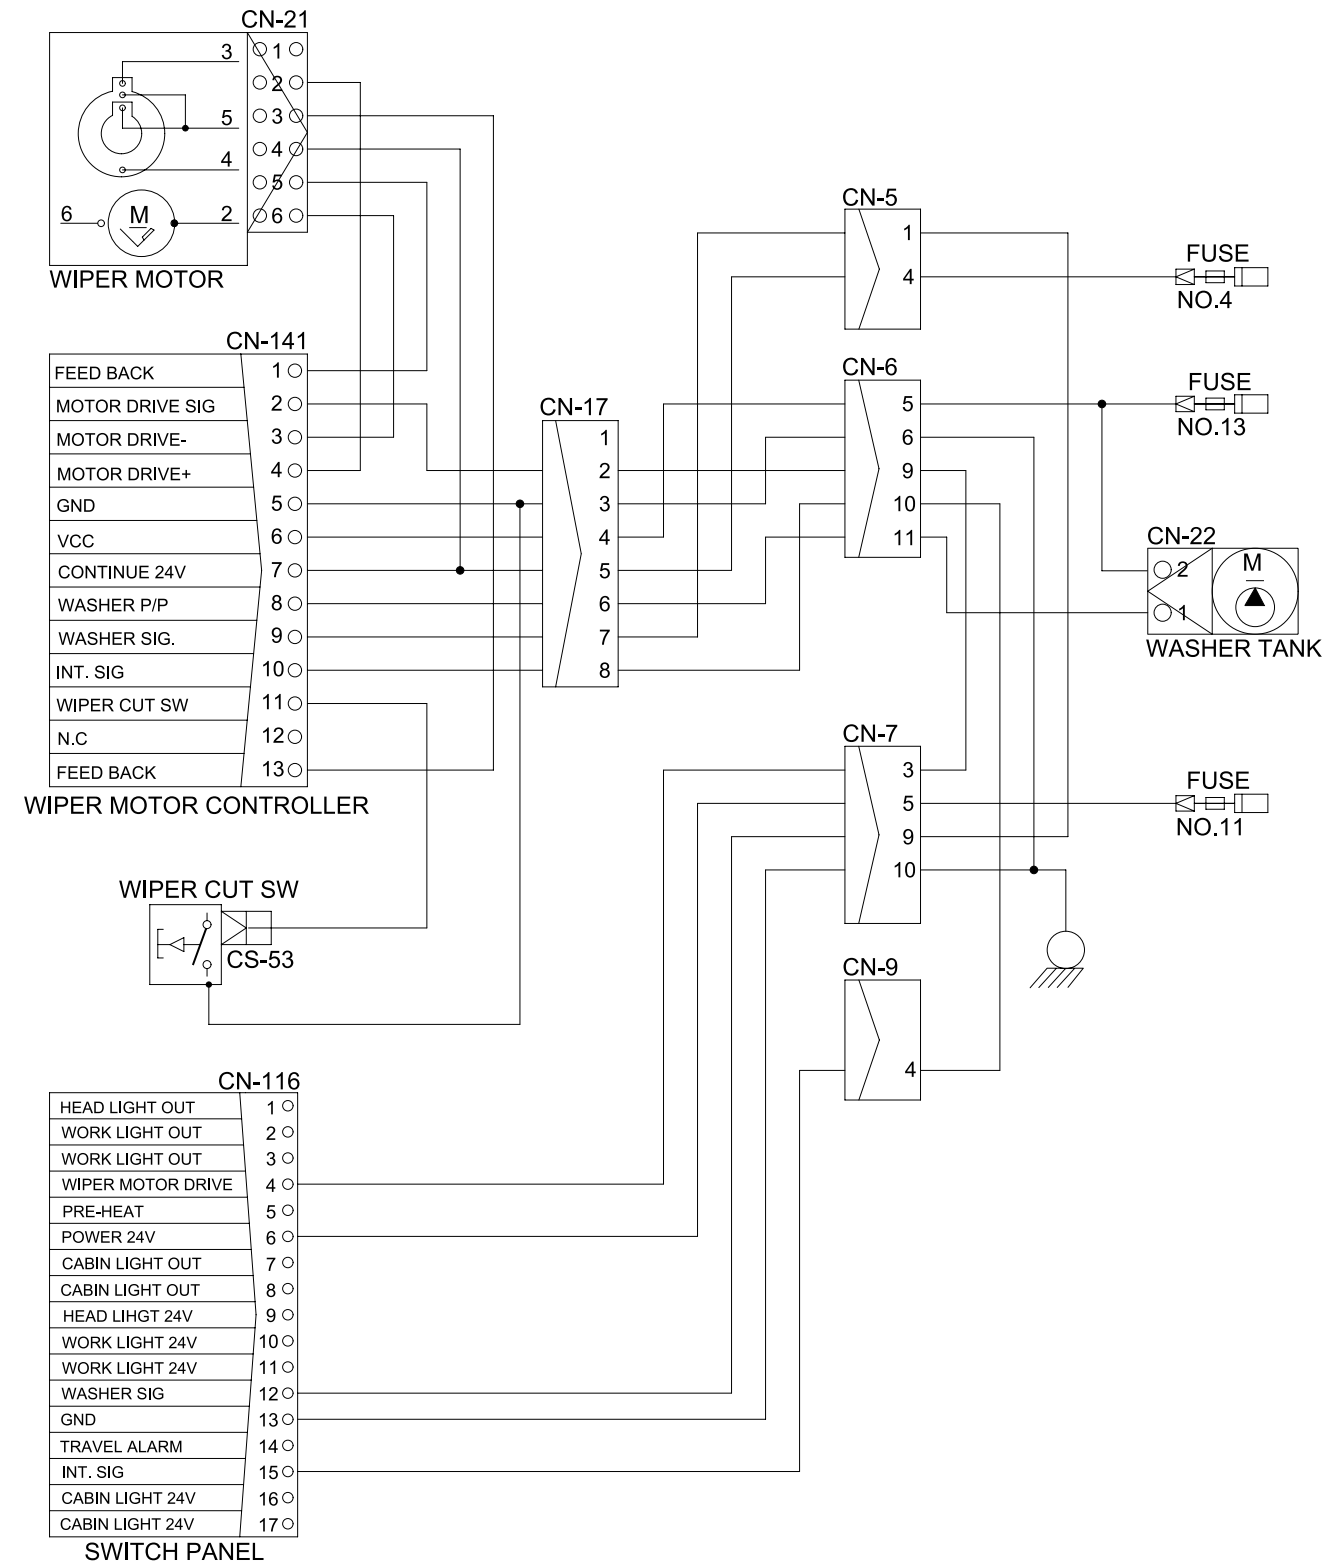 CN-21
3
5
4
6
M
2
1
2
3
4
5
6
WIPER MOTOR
CN-141
FEED BACK 1
MOTOR DRIVE SIG 2
MOTOR DRIVE- 3
MOTOR DRIVE+ 4
GND 5
VCC 6
CONTINUE 24V 7
WASHER P/P 8
WASHER SIG. 9
INT. SIG 10
WIPER CUT SW 11
N.C 12
FEED BACK 13
WIPER MOTOR CONTROLLER
WIPER CUT SW
CS-53
CN-116
HEAD LIGHT OUT 1
WORK LIGHT OUT 2
WORK LIGHT OUT 3
WIPER MOTOR DRIVE 4
PRE-HEAT 5
POWER 24V 6
CABIN LIGHT OUT 7
CABIN LIGHT OUT 8
HEAD LIHGT 24V 9
WORK LIGHT 24V 10
WORK LIGHT 24V 11
WASHER SIG 12
GND 13
TRAVEL ALARM 14
INT. SIG 15
CABIN LIGHT 24V 16
CABIN LIGHT 24V 17
SWITCH PANEL
CN-17
1
2
3
4
5
6
7
8
CN-5
1
4
CN-6
5
6
9
10
11
CN-7
3
5
9
10
CN-9
4
FUSE
NO.4
FUSE
NO.13
CN-22
2
M
1
WASHER TANK
FUSE
NO.11